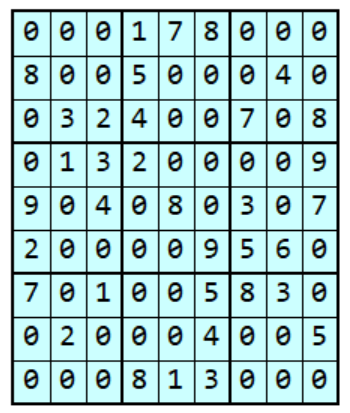 0 0 0 1 7 8 0 0 0
8 0 0 5 0 0 0 4 0
0 3 2 4 0 0 7 0 8
0 1 3 2 0 0 0 0 9
9 0 4 0 8 0 3 0 7
2 0 0 0 0 9 5 6 0
7 0 1 0 0 5 8 3 0
0 2 0 0 0 4 0 0 5
0 0 0 8 1 3 0 0 0